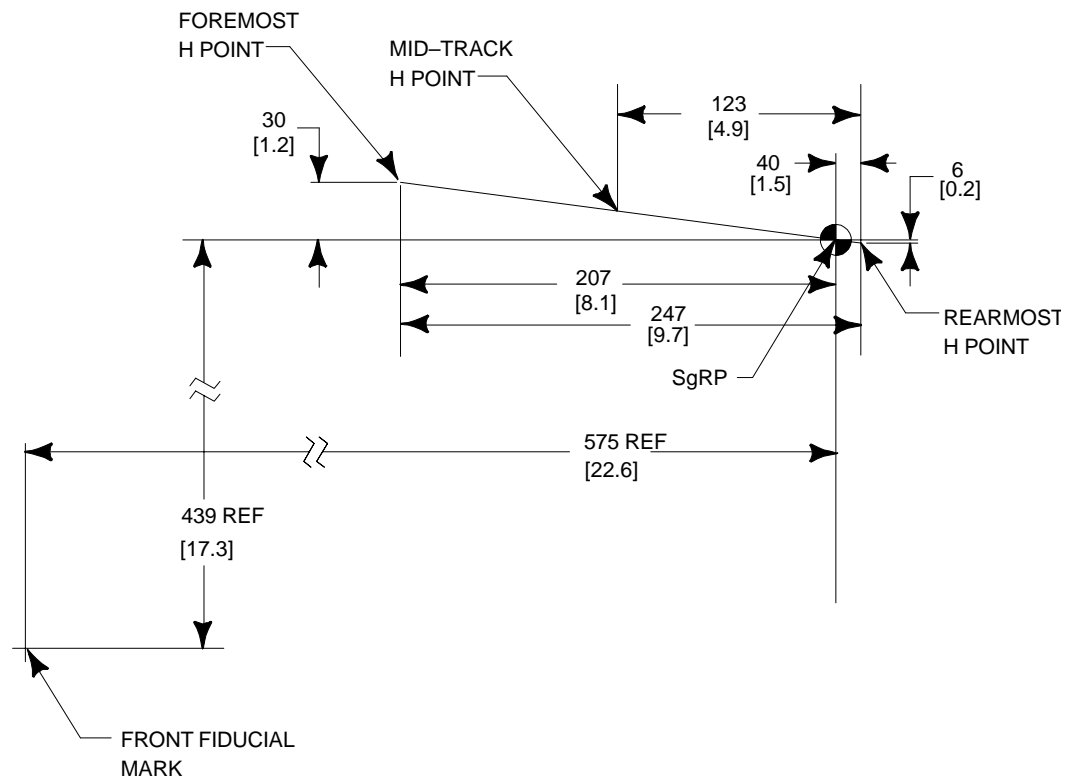 FOREMOST
H POINT
MID–TRACK
H POINT
123
[4.9]
30
[1.2]
40
[1.5]
6
[0.2]
207
[8.1]
247
[9.7]
REARMOST
H POINT
SgRP
575 REF
[22.6]
439 REF
[17.3]
FRONT FIDUCIAL
MARK